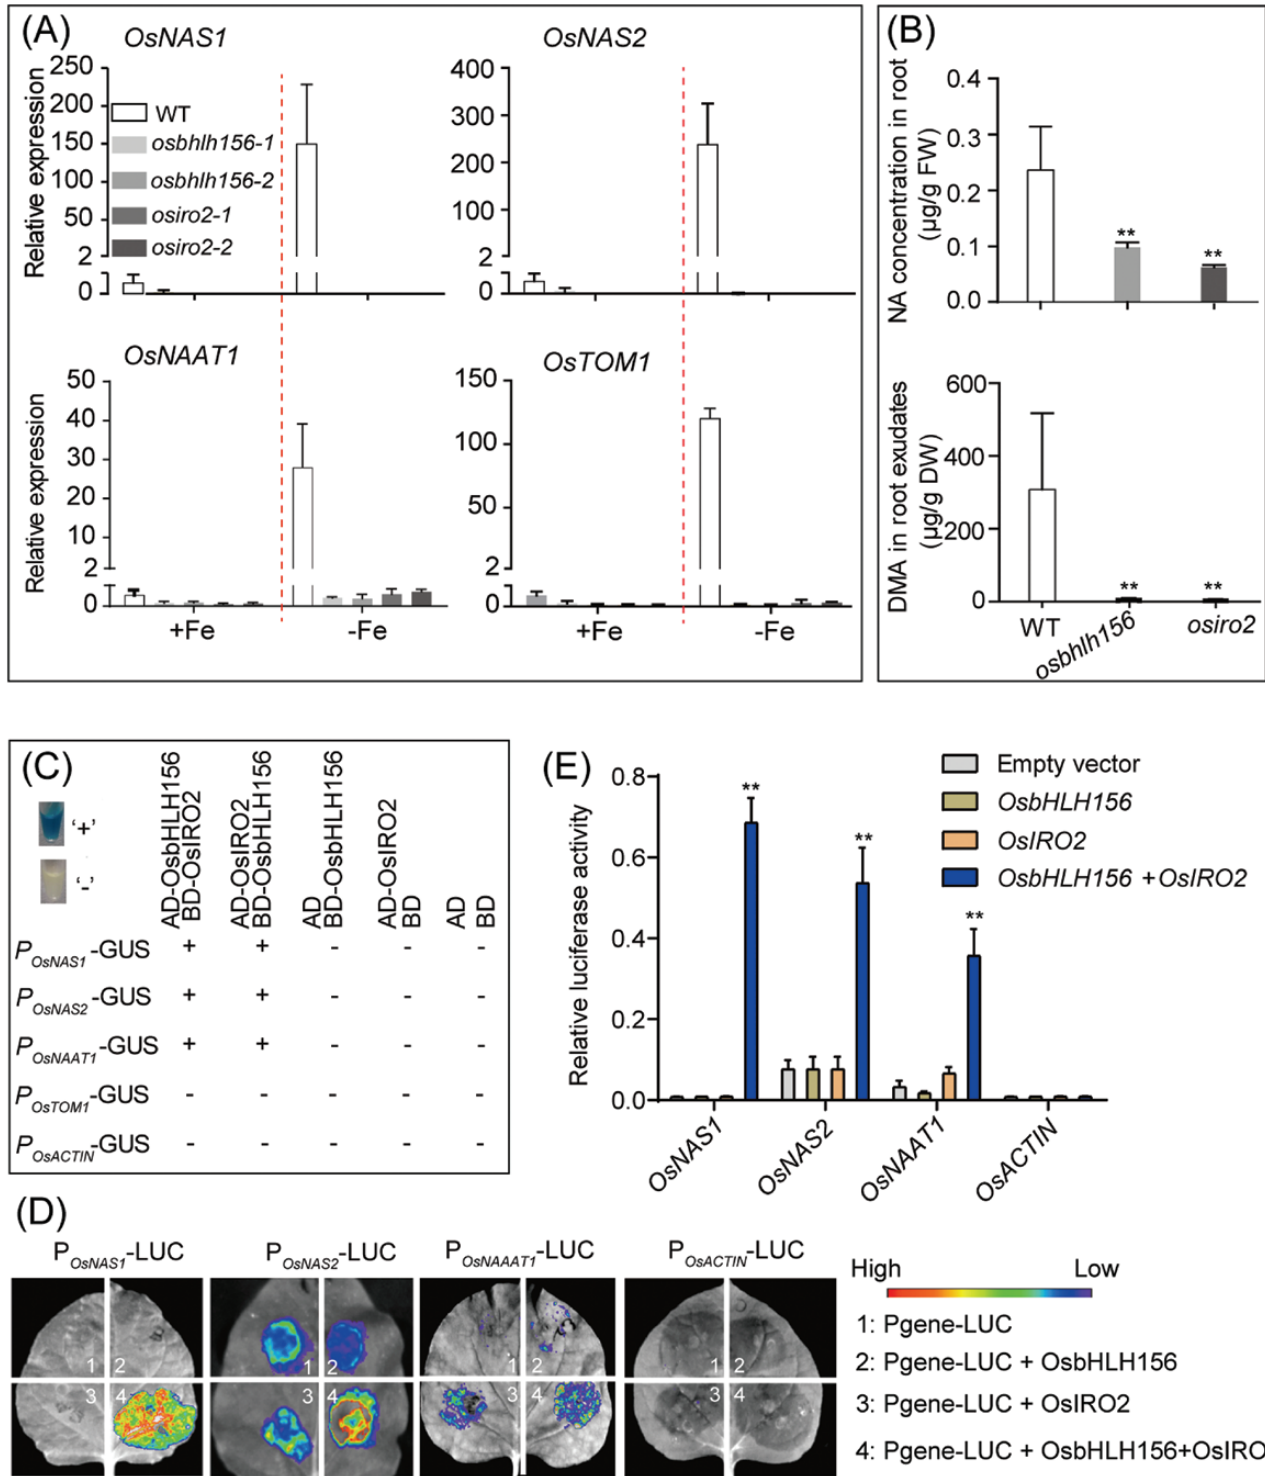 (A)
OsNAS1
OsNAS2
Relative expression
250
200
150
100
50
2
0
WT
osbhlh156-1
osbhlh156-2
osiro2-1
osiro2-2
400
300
200
100
2
0
OsNAAT1
OsTOM1
Relative expression
50
40
30
20
10
2
0
+Fe
-Fe
150
100
50
2
0
+Fe
-Fe
(B)
NA concentration in root
(µg/g FW)
0.4
0.3
0.2
0.1
0.0
**
**
DMA in root exudates
(µg/g DW)
600
400
200
0
**
**
WT
osbhlh156
osiro2
(C)
'+'
'-'
AD-OsbHLH156
BD-OsIRO2
AD-OsIRO2
BD-OsbHLH156
AD
BD-OsbHLH156
AD-OsIRO2
BD
AD
BD
POsNAS1-GUS + + - - -
POsNAS2-GUS + + - - -
POsNAAT1-GUS + + - - -
POsTOM1-GUS - - - - -
POsACTIN-GUS - - - - -
(E)
Relative luciferase activity
0.8
0.6
0.4
0.2
0.0
**
**
**
Empty vector
OsbHLH156
OsIRO2
OsbHLH156 +OsIRO2
OsNAS1
OsNAS2
OsNAAT1
OsACTIN
(D)
POsNAS1-LUC
POsNAS2-LUC
POsNAAAT1-LUC
POsACTIN-LUC
1 2
3 4
1 2
3 4
1 2
3 4
1 2
3 4
High Low
1: Pgene-LUC
2: Pgene-LUC + OsbHLH156
3: Pgene-LUC + OsIRO2
4: Pgene-LUC + OsbHLH156+OsIRO